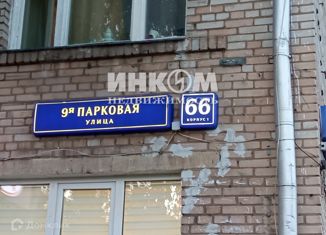 ИНКОМ
НЕДВИЖИМОСТЬ
9я ПАРКОВАЯ
УЛИЦА
66
КОРПУС 1